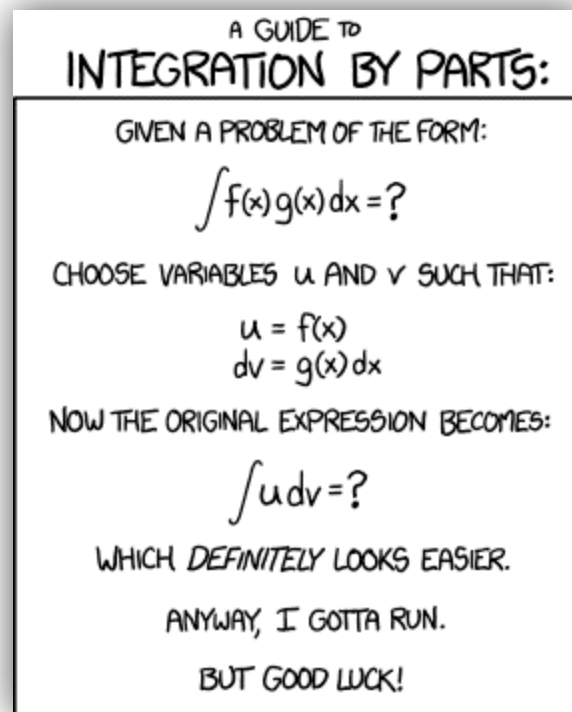 A GUIDE TO
INTEGRATION BY PARTS:
GIVEN A PROBLEM OF THE FORM:
∫f(x)g(x)dx=?
CHOOSE VARIABLES u AND v SUCH THAT:
u = f(x)
dv = g(x)dx
NOW THE ORIGINAL EXPRESSION BECOMES:
∫udv=?
WHICH DEFINITELY LOOKS EASIER.
ANYWAY, I GOTTA RUN.
BUT GOOD LUCK!